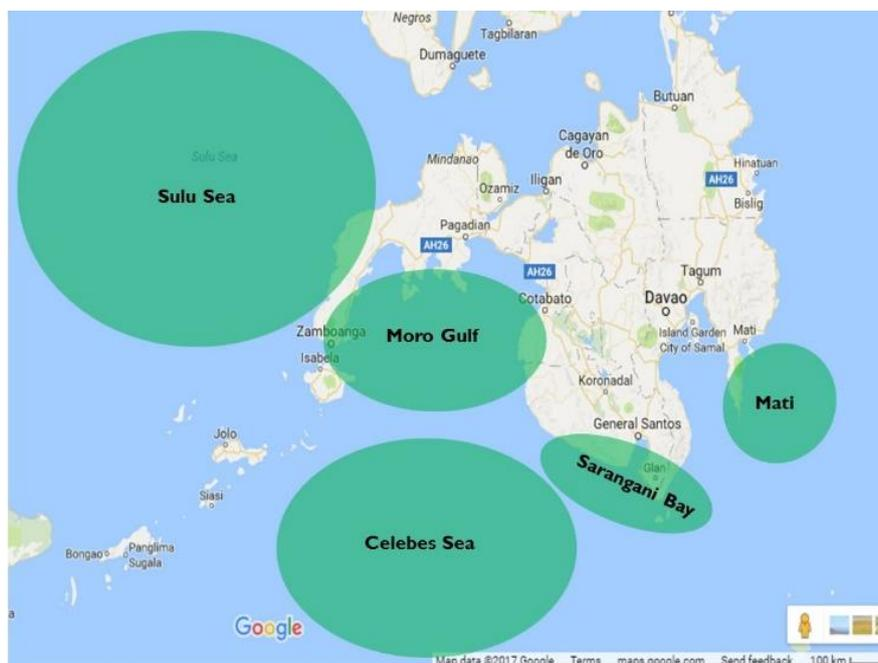 Negros
Tagbilaran
Dumaguete
Butuan
Cagayan
de Oro
Sulu Sea
Mindanao
Hinatuan
Iligan
AH26
Ozamiz
Bislig
Sulu Sea
Pagadian
AH26
AH26
Tagum
Cotabato
Davao
Zamboanga
Moro Gulf
Island Garden
City of Samal
Mati
Isabela
Koronadal
Mati
General Santos
Jolo
Sarangani Bay
Glan
Siasi
Celebes Sea
Bongao
Panglima
Sugala
a
Google
Map data ©2017 Google Terms maps.google.com Send feedback 100 km